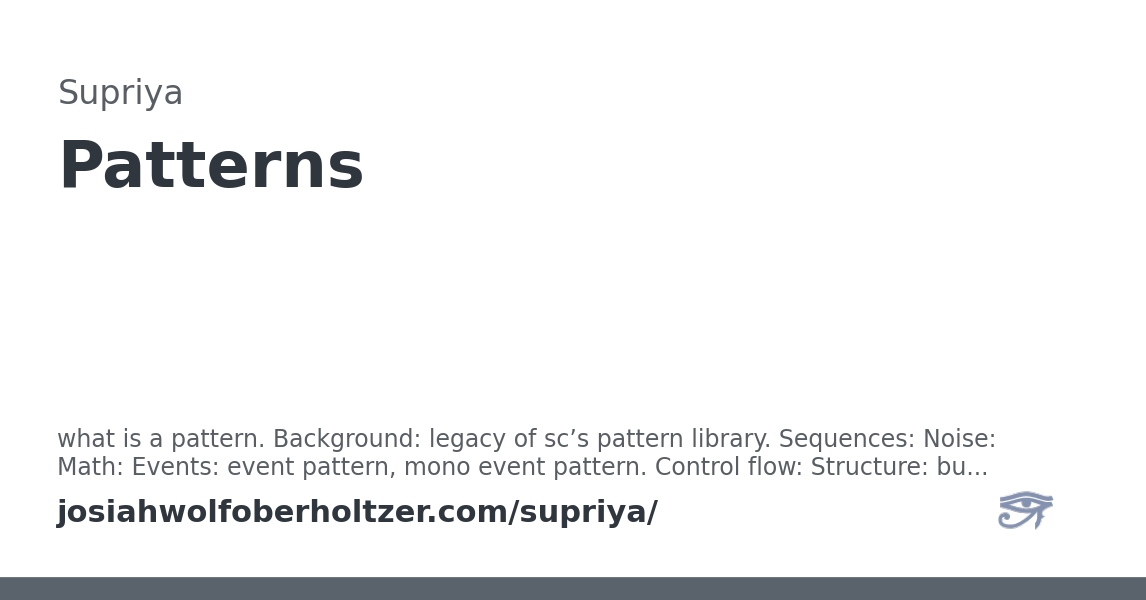 Supriya
Patterns
what is a pattern. Background: legacy of sc’s pattern library. Sequences: Noise:
Math: Events: event pattern, mono event pattern. Control flow: Structure: bu...
josiahwolfoberholtzer.com/supriya/